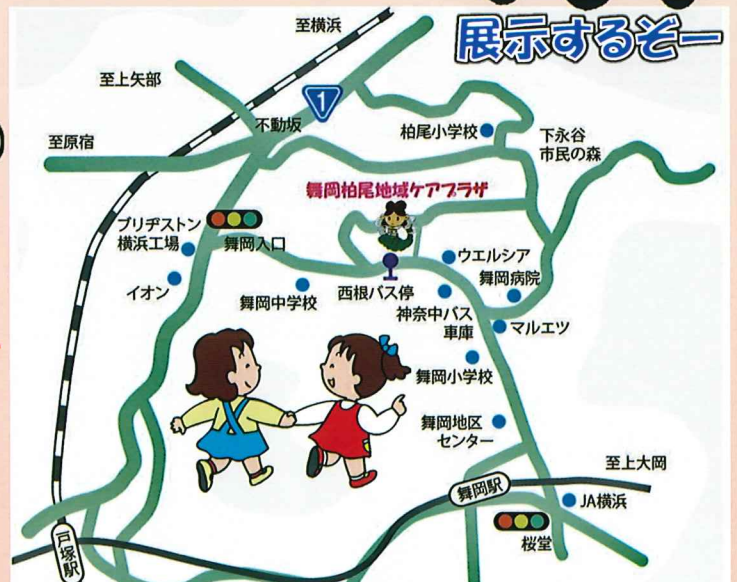 展示するぞー
至横浜
至上矢部
1
不動坂
至原宿
柏尾小学校
下永谷
市民の森
舞岡柏尾地域ケアプラザ
ブリヂストン
横浜工場
舞岡入口
ウエルシア
舞岡病院
イオン
舞岡中学校
西根バス停
神奈中バス
車庫
マルエツ
舞岡小学校
舞岡地区
センター
至上大岡
舞岡駅
JA横浜
桜堂
戸塚駅